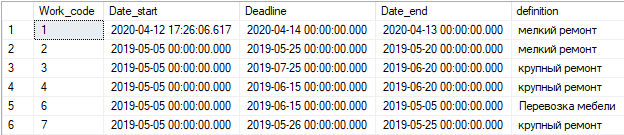 Work_code Date_start Deadline Date_end definition
1 1 2020-04-12 17:26:06.617 2020-04-14 00:00:00.000 2020-04-13 00:00:00.000 мелкий ремонт
2 2 2019-05-05 00:00:00.000 2019-05-25 00:00:00.000 2019-05-20 00:00:00.000 мелкий ремонт
3 3 2019-05-05 00:00:00.000 2019-07-25 00:00:00.000 2019-06-20 00:00:00.000 крупный ремонт
4 4 2019-05-05 00:00:00.000 2019-06-15 00:00:00.000 2019-06-20 00:00:00.000 крупный ремонт
5 6 2019-05-05 00:00:00.000 2019-06-15 00:00:00.000 2019-05-05 00:00:00.000 Перевозка мебели
6 7 2019-05-05 00:00:00.000 2019-05-26 00:00:00.000 2019-05-25 00:00:00.000 крупный ремонт